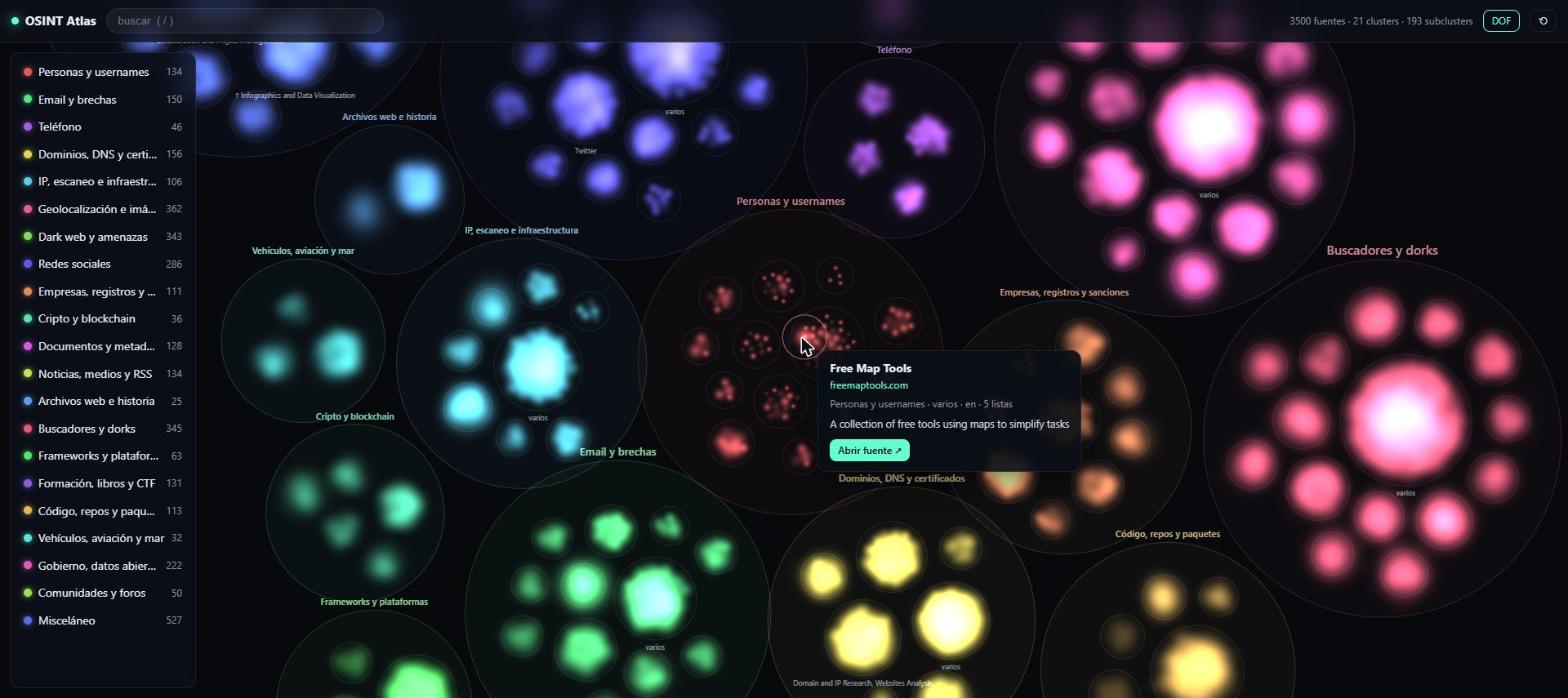 OSINT Atlas
buscar ( / )
3500 fuentes · 21 clusters · 193 subclusters
DOF
Personas y usernames 134
Email y brechas 150
Teléfono 46
Dominios, DNS y certi... 156
IP, escaneo e infraestr... 106
Geolocalización e imá... 362
Dark web y amenazas 343
Redes sociales 286
Empresas, registros y ... 111
Cripto y blockchain 36
Documentos y metad... 128
Noticias, medios y RSS 134
Archivos web e historia 25
Buscadores y dorks 345
Frameworks y platafor... 63
Formación, libros y CTF 131
Código, repos y paqu... 113
Vehículos, aviación y mar 32
Gobierno, datos abier... 222
Comunidades y foros 50
Misceláneo 527
Teléfono
↑ Infographics and Data Visualization
varios
Archivos web e historia
Twitter
varios
Personas y usernames
IP, escaneo e infraestructura
Vehículos, aviación y mar
Buscadores y dorks
Empresas, registros y sanciones
Free Map Tools
freemaptools.com
Personas y usernames · varios · en · 5 listas
A collection of free tools using maps to simplify tasks
Abrir fuente ↗
Cripto y blockchain
varios
Email y brechas
Dominios, DNS y certificados
varios
Código, repos y paquetes
Frameworks y plataformas
varios
varios
Domain and IP Research, Websites Analysis